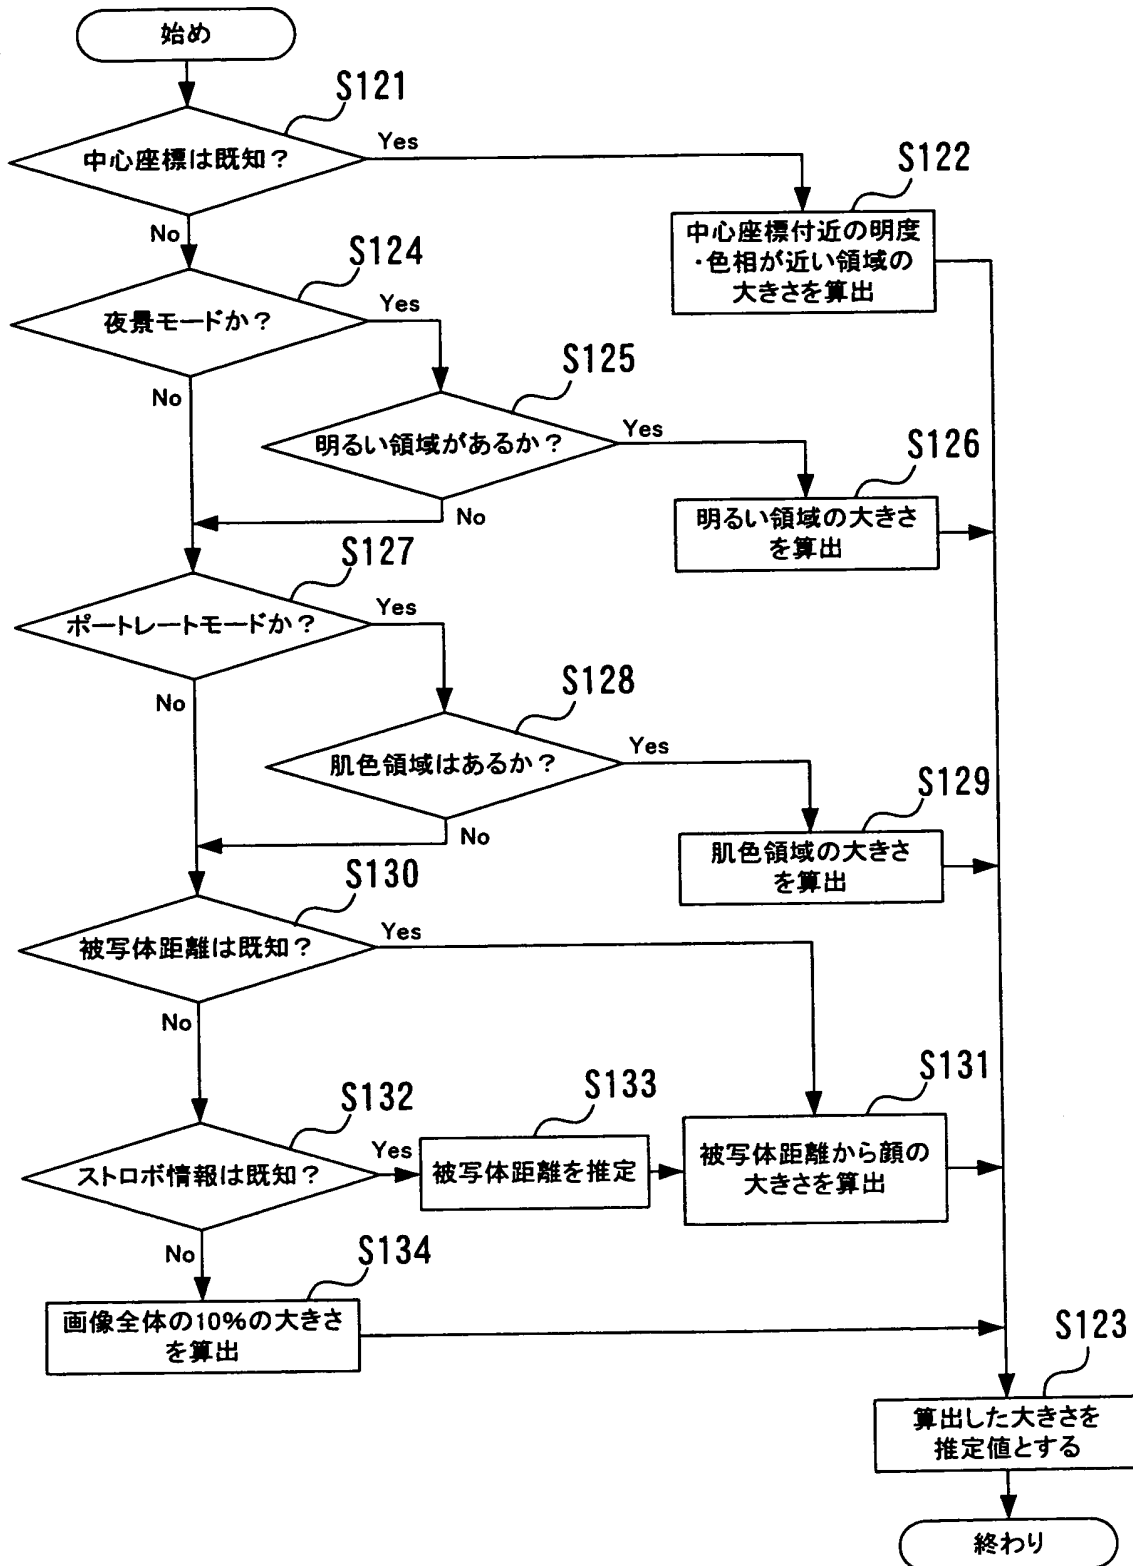 始め
S121
中心座標は既知？
Yes
No
S122
中心座標付近の明度
・色相が近い領域の
大きさを算出
S124
夜景モードか？
Yes
No
S125
明るい領域があるか？
Yes
No
S126
明るい領域の大きさ
を算出
S127
ポートレートモードか？
Yes
No
S128
肌色領域はあるか？
Yes
No
S129
肌色領域の大きさ
を算出
S130
被写体距離は既知？
Yes
No
S132
ストロボ情報は既知？
Yes
No
S133
被写体距離を推定
S131
被写体距離から顔の
大きさを算出
S134
画像全体の10%の大きさ
を算出
S123
算出した大きさを
推定値とする
終わり